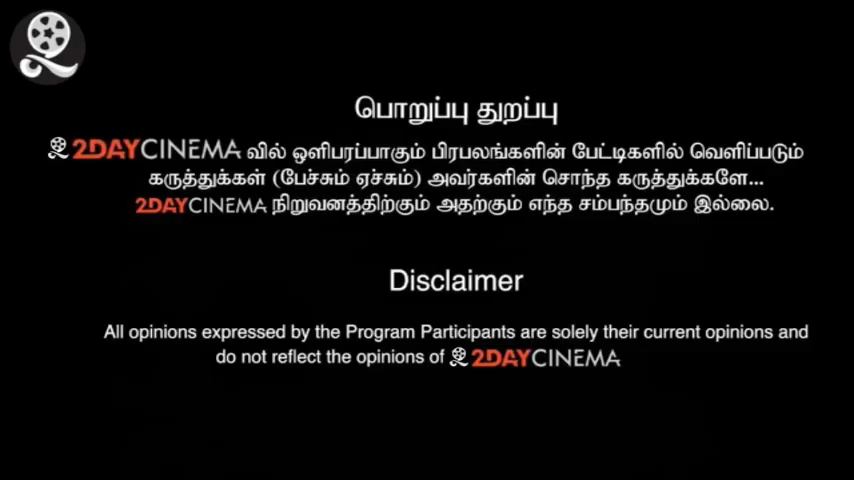 பொறுப்பு துறப்பு
2DAYCINEMA வில் ஒளிபரப்பாகும் பிரபலங்களின் பேட்டிகளில் வெளிப்படும்
கருத்துக்கள் (பேச்சும் ஏச்சும்) அவர்களின் சொந்த கருத்துக்களே...
2DAYCINEMA நிறுவனத்திற்கும் அதற்கும் எந்த சம்பந்தமும் இல்லை.
Disclaimer
All opinions expressed by the Program Participants are solely their current opinions and
do not reflect the opinions of 2DAYCINEMA